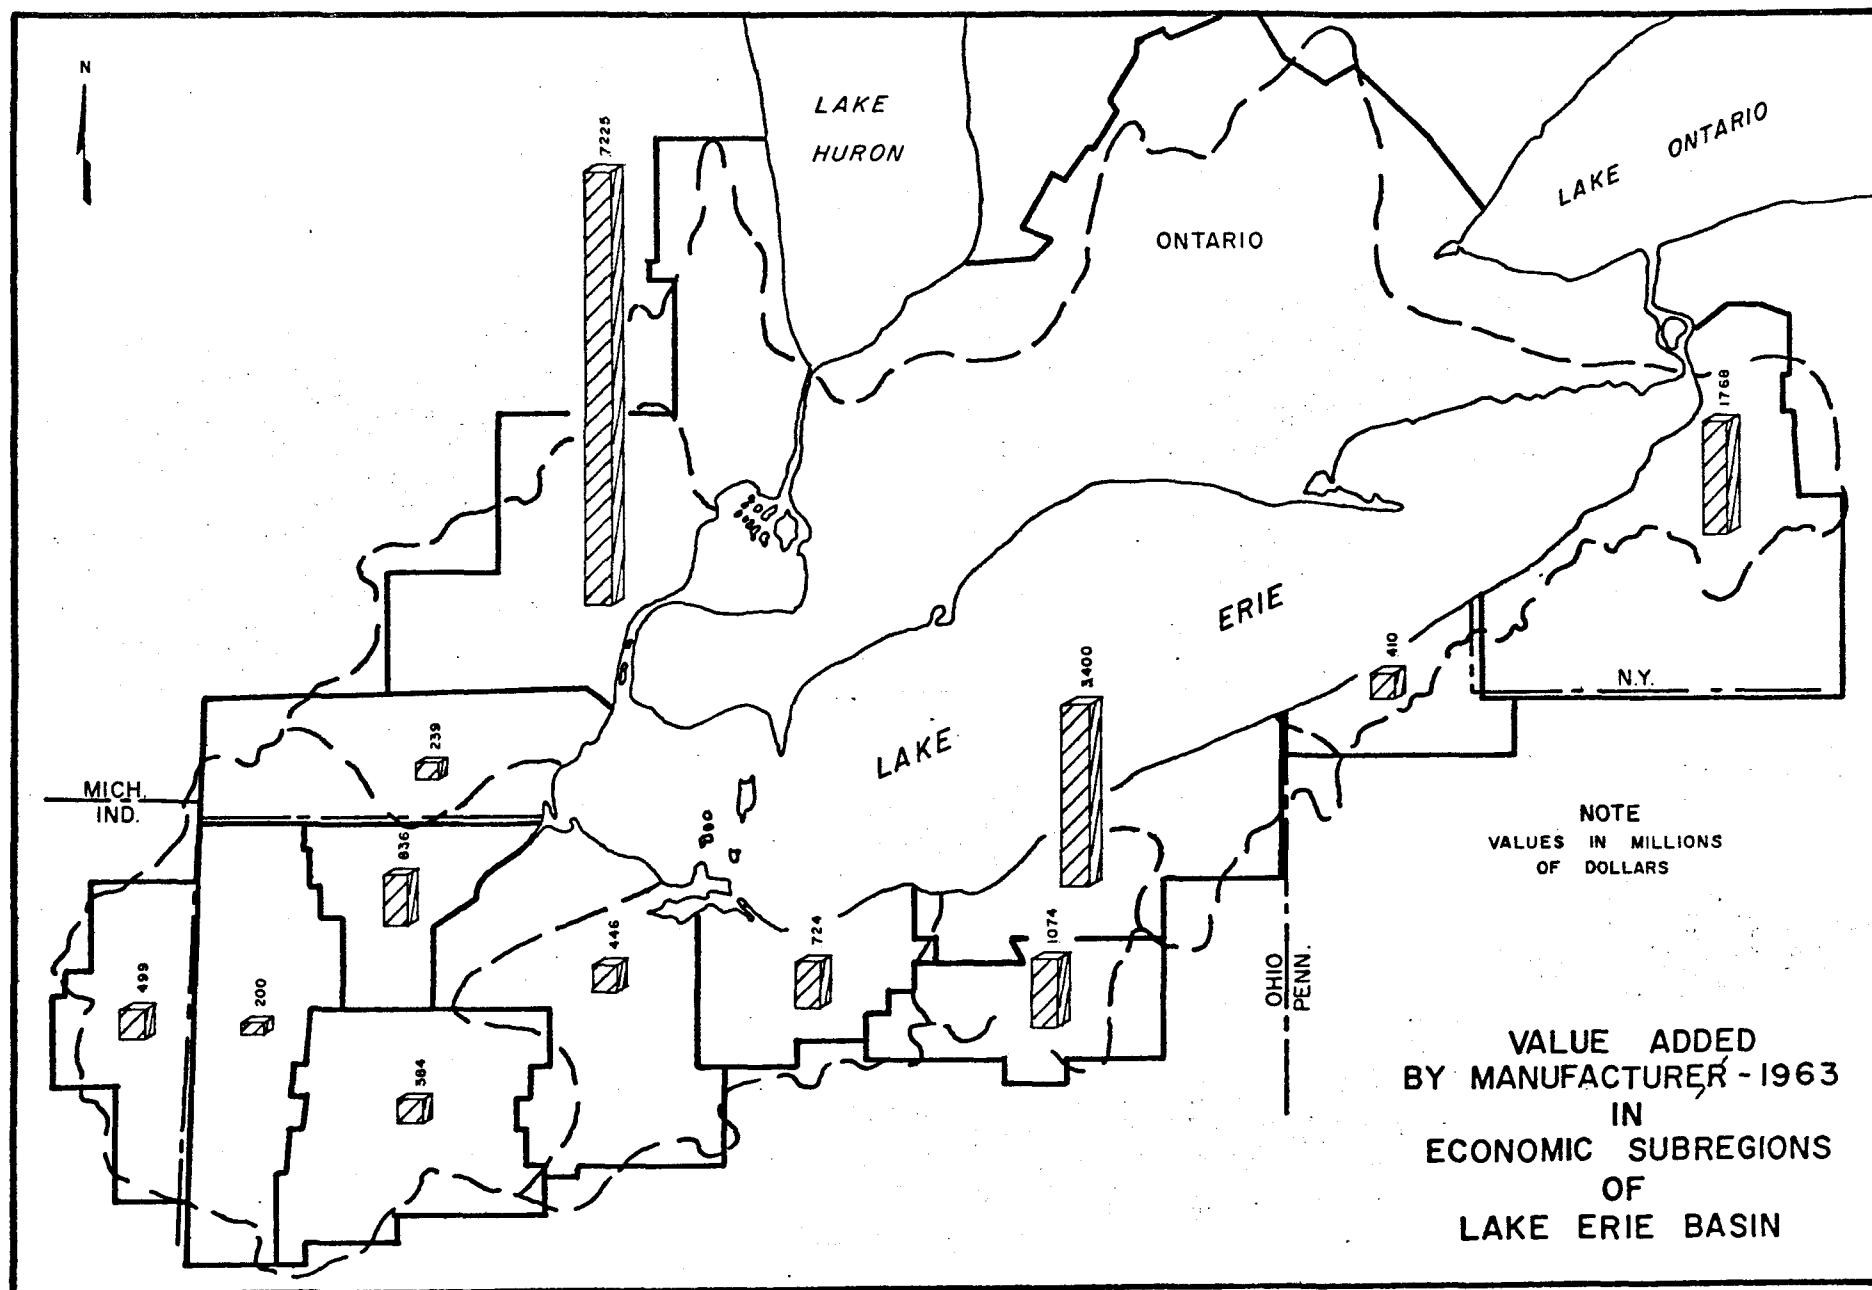 N
LAKE
HURON
LAKE ONTARIO
7225
ONTARIO
1768
ERIE
410
3400
N.Y.
LAKE
239
MICH.
IND.
836
NOTE
VALUES IN MILLIONS
OF DOLLARS
446
724
1074
499
200
384
OHIO
PENN.
VALUE ADDED
BY MANUFACTURER - 1963
IN
ECONOMIC SUBREGIONS
OF
LAKE ERIE BASIN